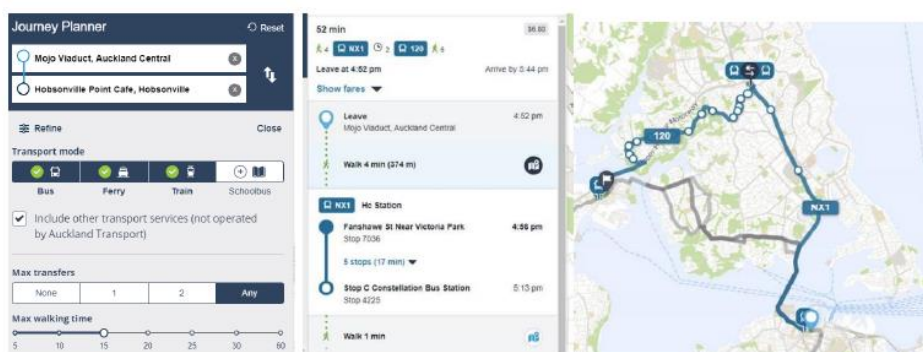 Journey Planner
Reset
Mojo Viaduct, Auckland Central
Hobsonville Point Cafe, Hobsonville
Refine
Close
Transport mode
Bus
Ferry
Train
Schoolbus
Include other transport services (not operated
by Auckland Transport)
Max transfers
None
1
2
Any
Max walking time
5
10
15
20
25
30
60
52 min
$6.80
4 NX1 2 120 6
Leave at 4:52 pm
Arrive by 5:44 pm
Show fares
Leave
4:52 pm
Mojo Viaduct, Auckland Central
Walk 4 min (374 m)
NX1 Hc Station
Fanshawe St Near Victoria Park
4:56 pm
Stop 7036
5 stops (17 min)
Stop C Constellation Bus Station
5:13 pm
Stop 4225
Walk 1 min
120
NX1